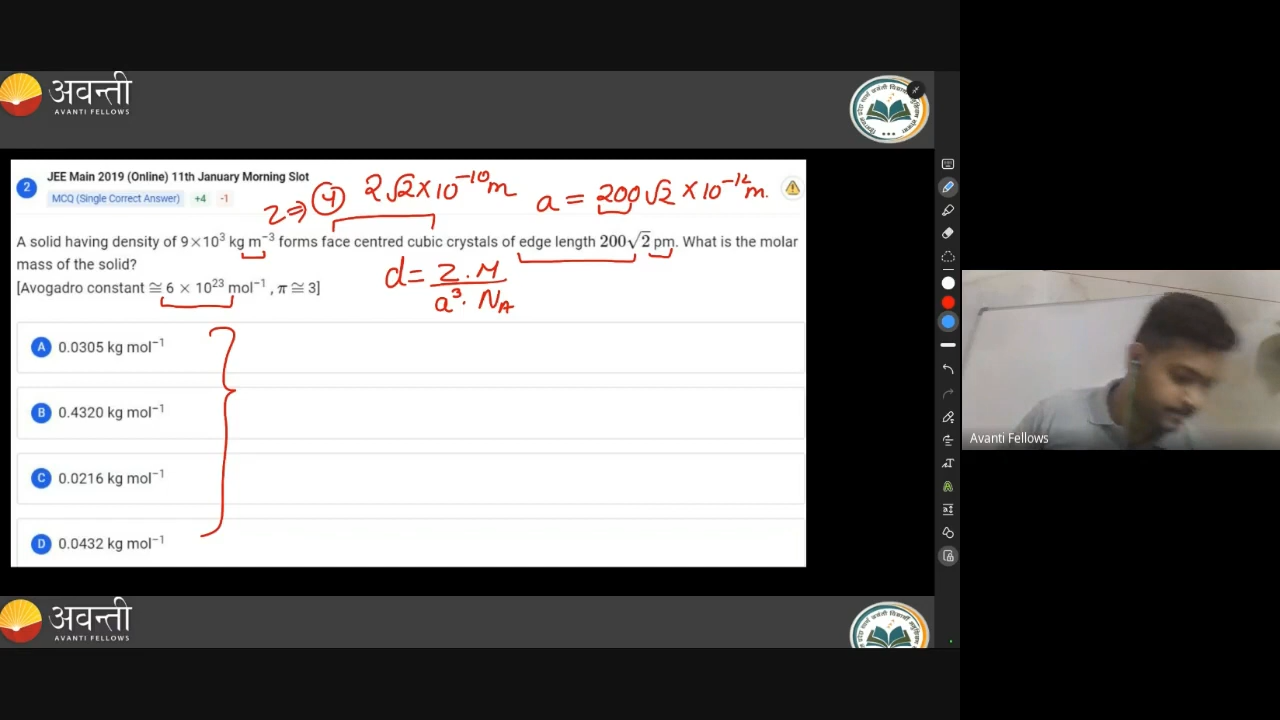 अवन्ती
AVANTI FELLOWS
2
JEE Main 2019 (Online) 11th January Morning Slot
MCQ (Single Correct Answer) +4 -1
Z ⇒ 4
2√2 × 10⁻¹⁰ m
a = 200√2 × 10⁻¹² m.
A solid having density of 9×10³ kg m⁻³ forms face centred cubic crystals of edge length 200√2 pm. What is the molar
mass of the solid?
[Avogadro constant ≅ 6 × 10²³ mol⁻¹ , π ≅ 3]
d = Z . M / a³ . N_A
A 0.0305 kg mol⁻¹
B 0.4320 kg mol⁻¹
C 0.0216 kg mol⁻¹
D 0.0432 kg mol⁻¹
Avanti Fellows
अवन्ती
AVANTI FELLOWS